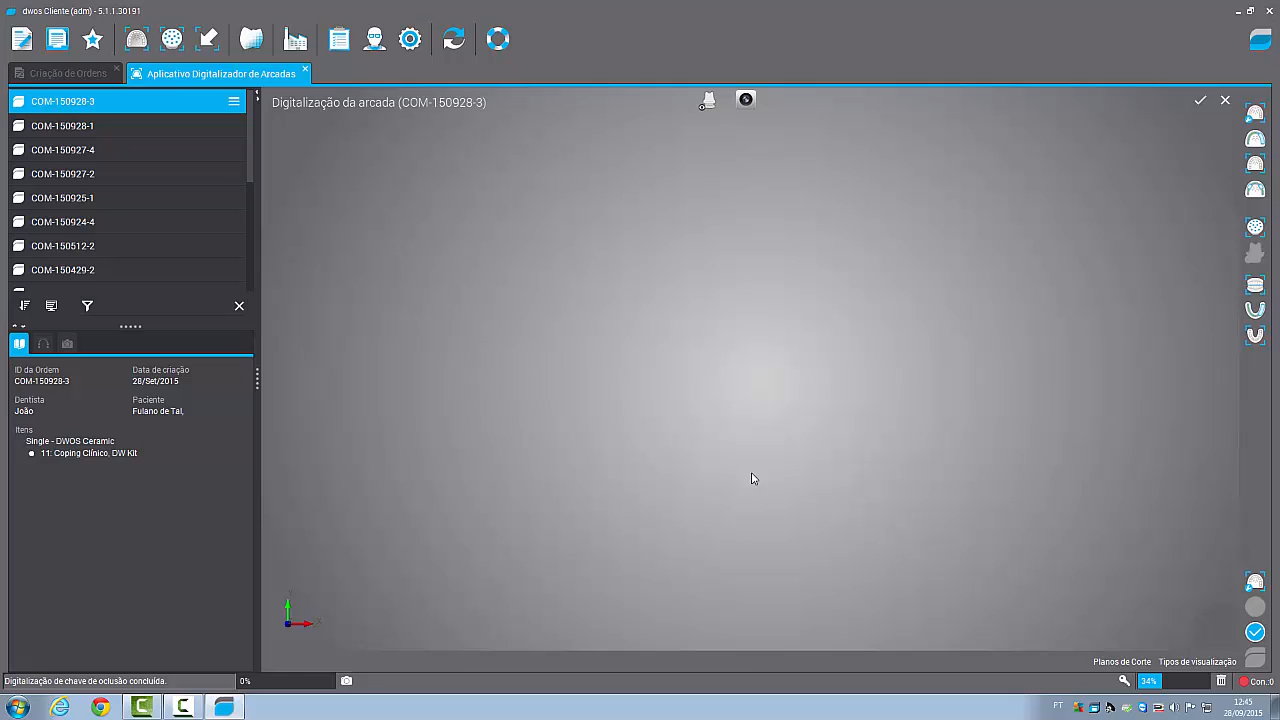 dwos Cliente (adm) - 5.1.1.30191
Criação de Ordens
Aplicativo Digitalizador de Arcadas
COM-150928-3
COM-150928-1
COM-150927-4
COM-150927-2
COM-150925-1
COM-150924-4
COM-150512-2
COM-150429-2
Digitalização da arcada (COM-150928-3)
ID da Ordem
Data de criação
COM-150928-3
28/Set/2015
Dentista
Paciente
João
Fulano de Tal,
Itens
Single - DWOS Ceramic
11: Coping Clínico, DW Kit
X
Planos de Corte
Tipos de visualização
Digitalização de chave de oclusão concluída.
0%
34%
Con.:0
PT
12:45
28/09/2015